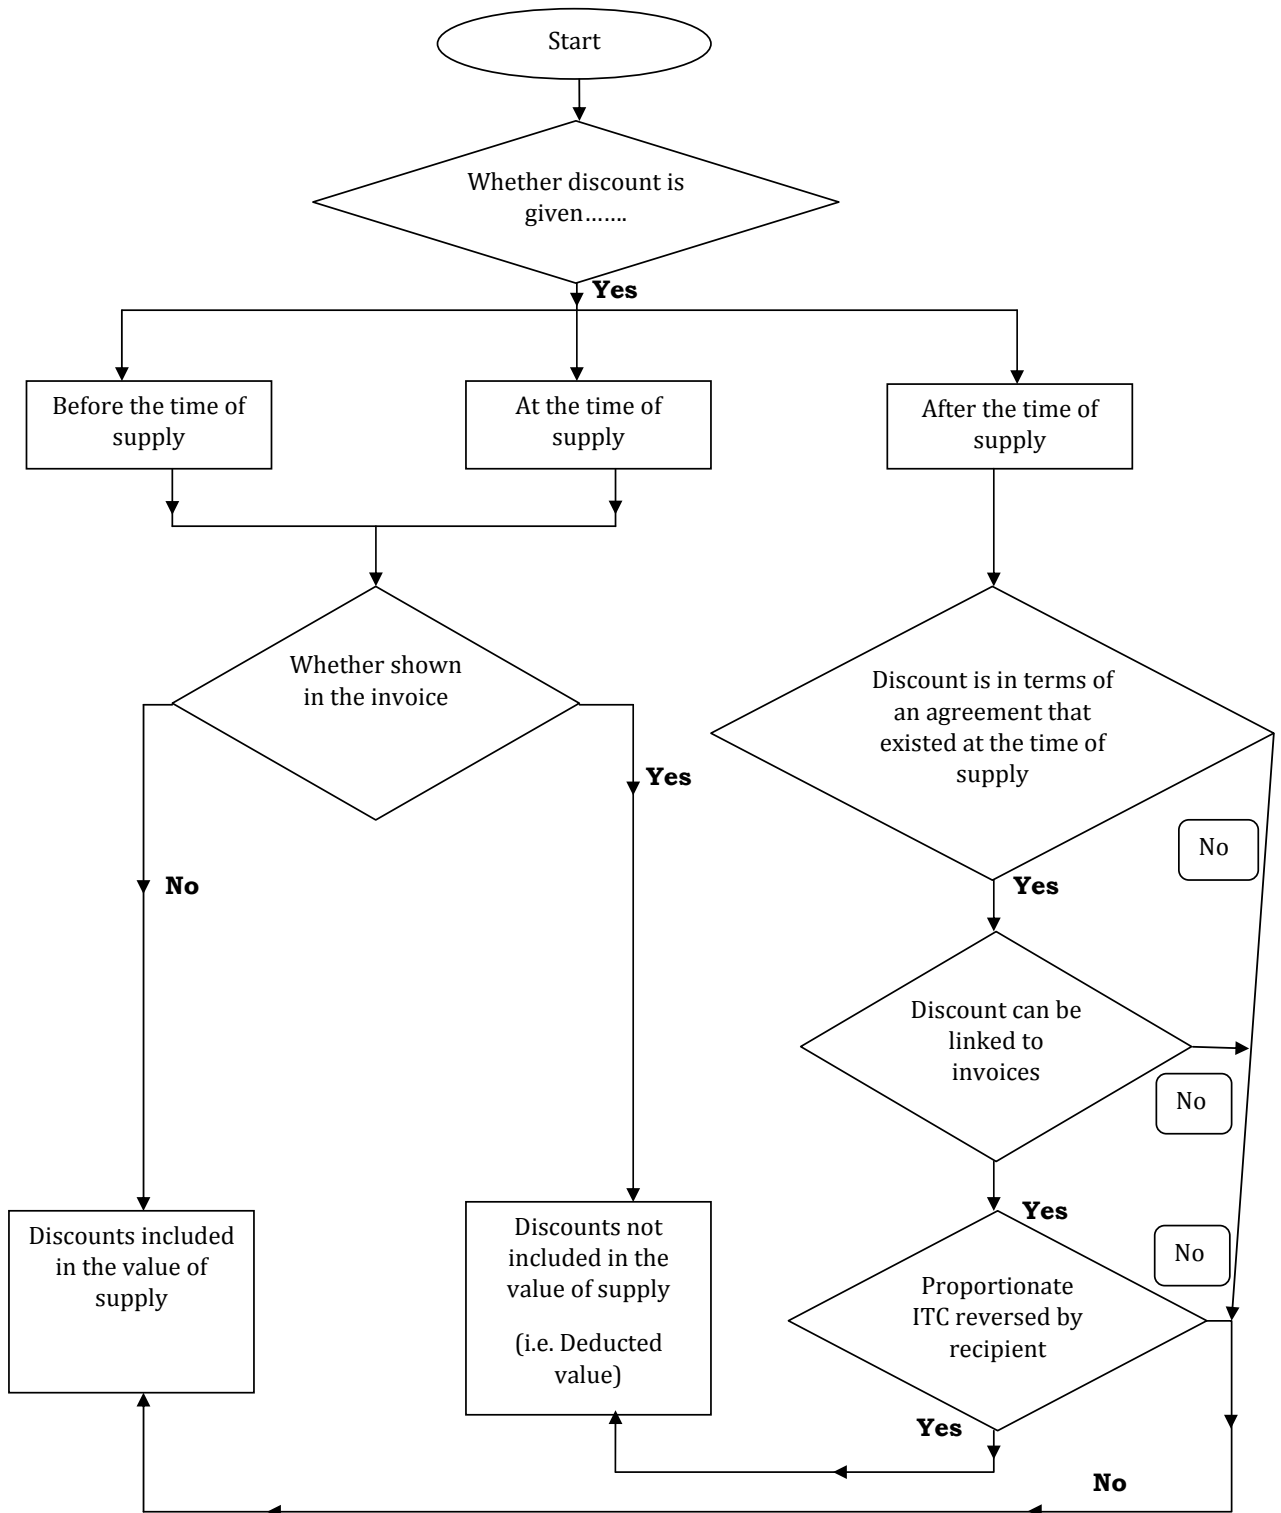 Start
Whether discount is
given…….
Yes
Before the time of
supply
At the time of
supply
After the time of
supply
Whether shown
in the invoice
Discount is in terms of
an agreement that
existed at the time of
supply
Yes
No
No
Yes
Discount can be
linked to
invoices
No
Yes
Discounts included
in the value of
supply
Discounts not
included in the
value of supply
(i.e. Deducted
value)
No
Proportionate
ITC reversed by
recipient
Yes
No